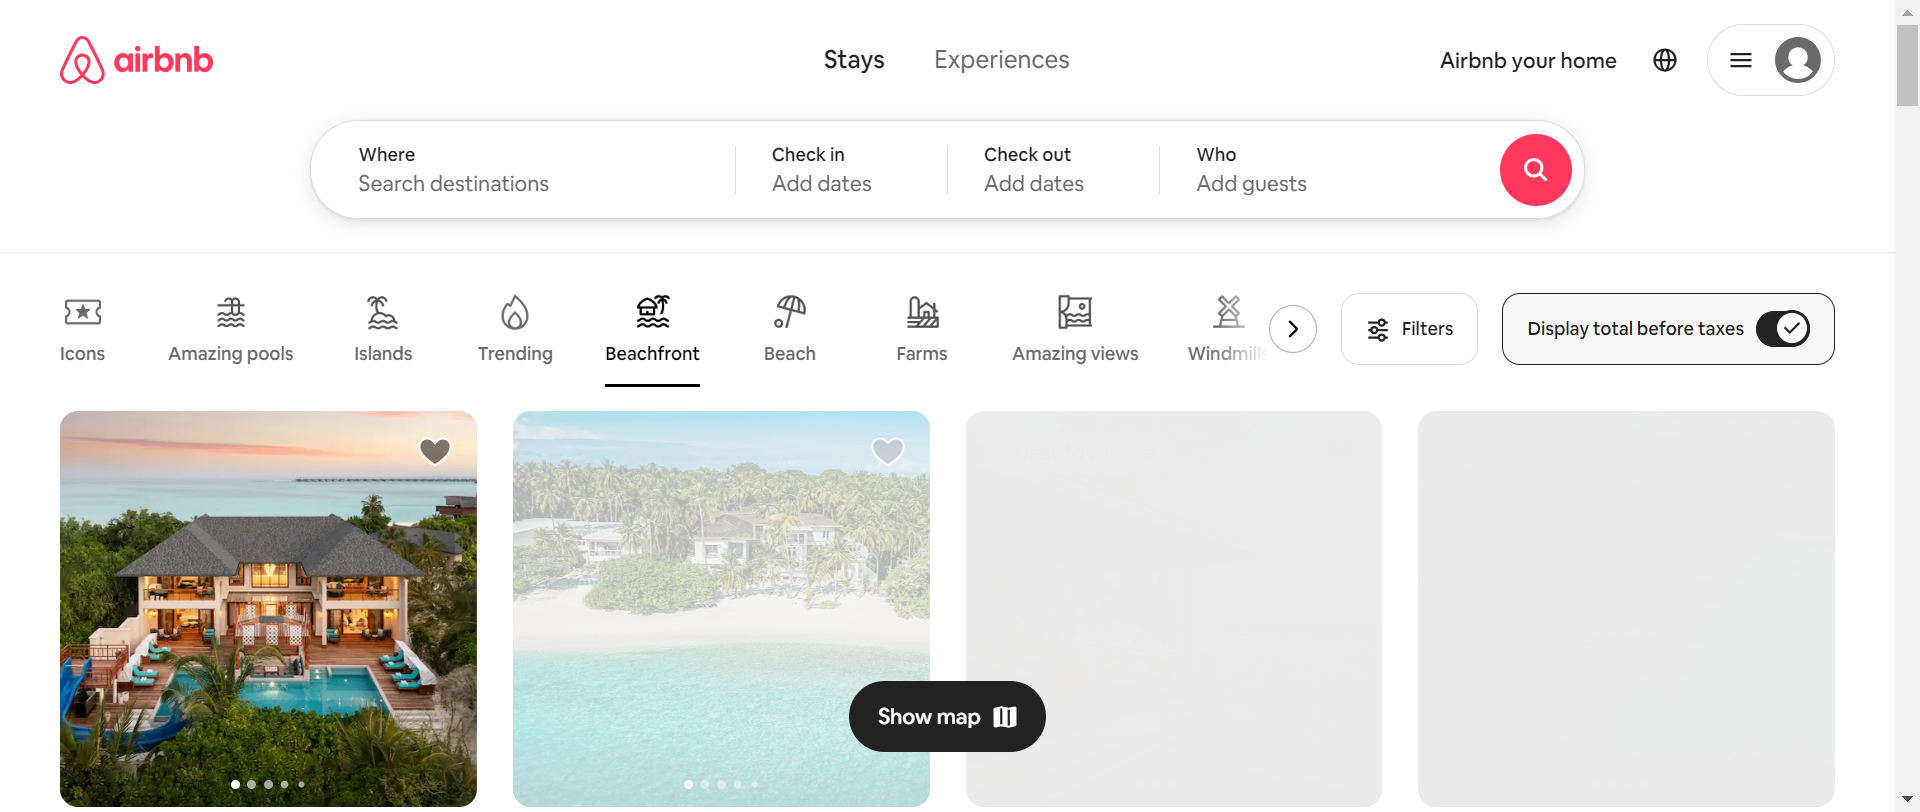 airbnb
Stays
Experiences
Airbnb your home
Where
Search destinations
Check in
Add dates
Check out
Add dates
Who
Add guests
Icons
Amazing pools
Islands
Trending
Beachfront
Beach
Farms
Amazing views
Windmills
Filters
Display total before taxes
Show map